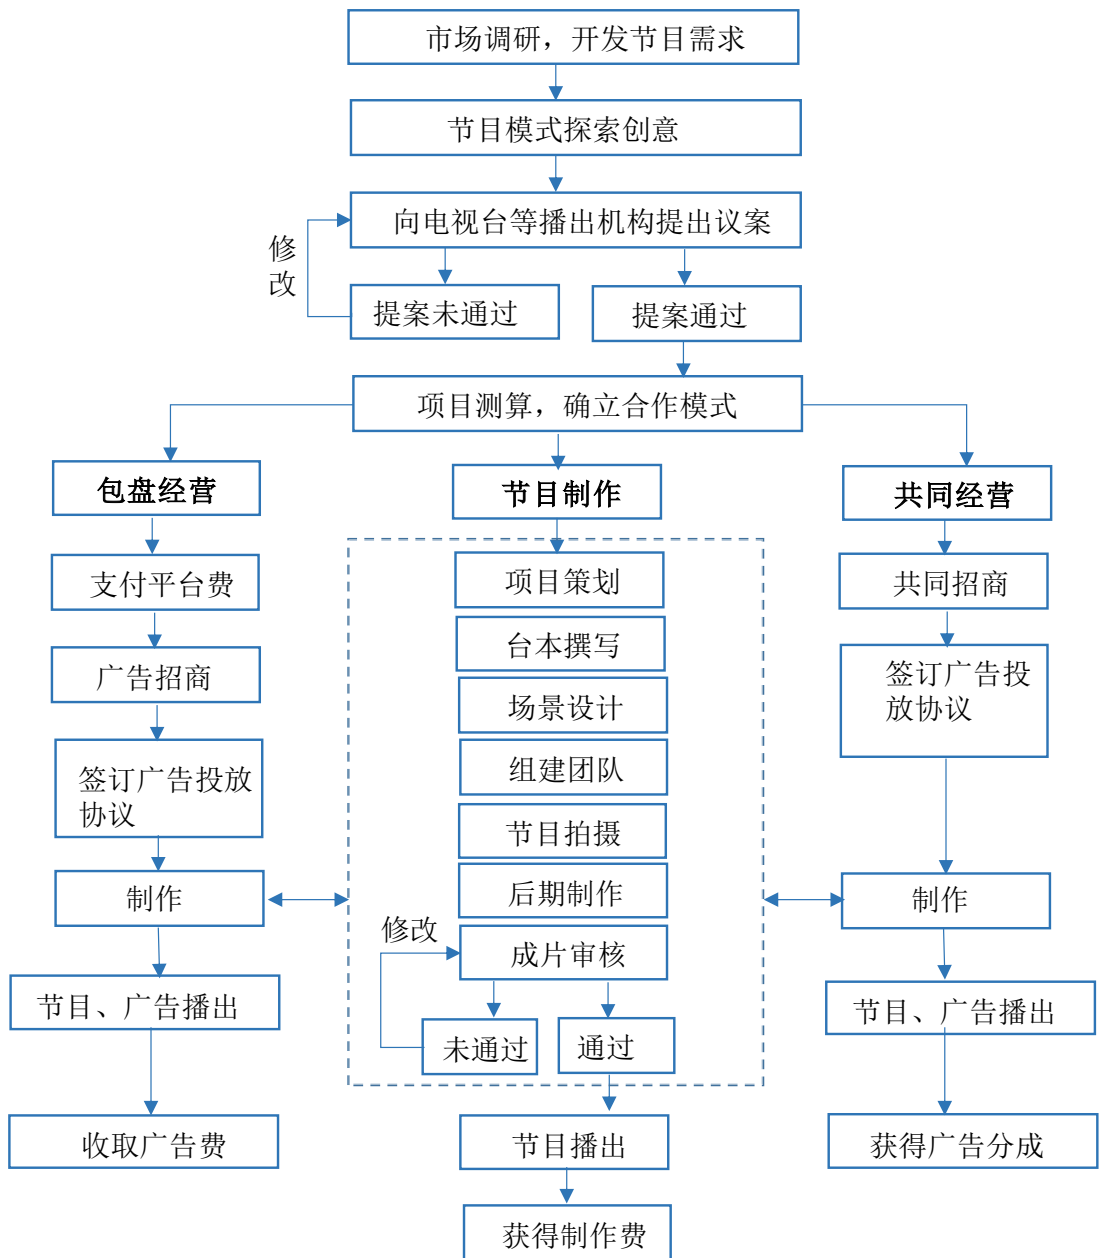 市场调研，开发节目需求
节目模式探索创意
向电视台等播出机构提出议案
修
改
提案未通过
提案通过
项目测算，确立合作模式
包盘经营
支付平台费
广告招商
签订广告投放
协议
制作
节目、广告播出
收取广告费
节目制作
项目策划
台本撰写
场景设计
组建团队
节目拍摄
后期制作
修改
成片审核
未通过
通过
节目播出
获得制作费
共同经营
共同招商
签订广告投
放协议
制作
节目、广告播出
获得广告分成